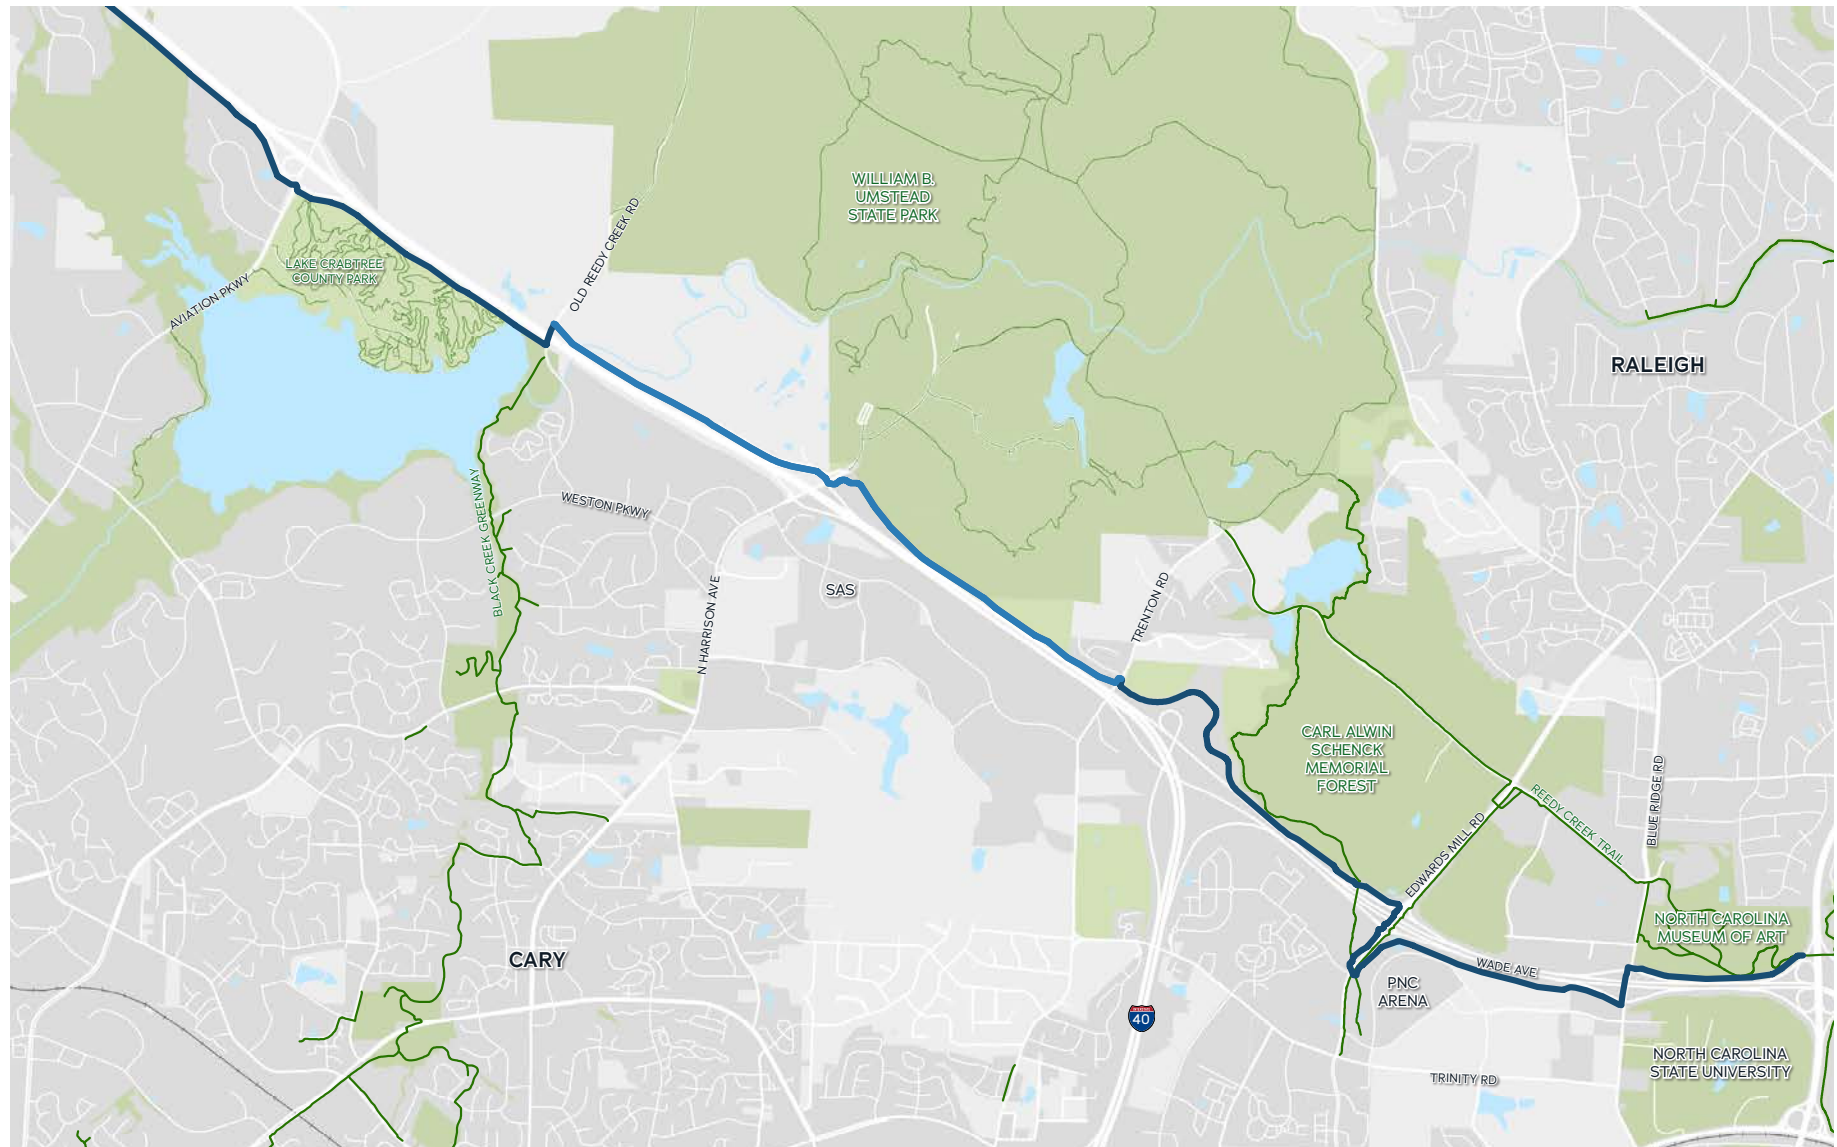 WILLIAM B.
UMSTEAD
STATE PARK
OLD REEDY CREEK RD
LAKE CRABTREE
COUNTY PARK
AVIATION PKWY
RALEIGH
BLACK CREEK GREENWAY
WESTON PKWY
N HARRISON AVE
SAS
TRENTON RD
CARL ALWIN
SCHENCK
MEMORIAL
FOREST
EDWARDS MILL RD
REEDY CREEK TRAIL
BLUE RIDGE RD
NORTH CAROLINA
MUSEUM OF ART
CARY
WADE AVE
PNC
ARENA
40
NORTH CAROLINA
STATE UNIVERSITY
TRINITY RD